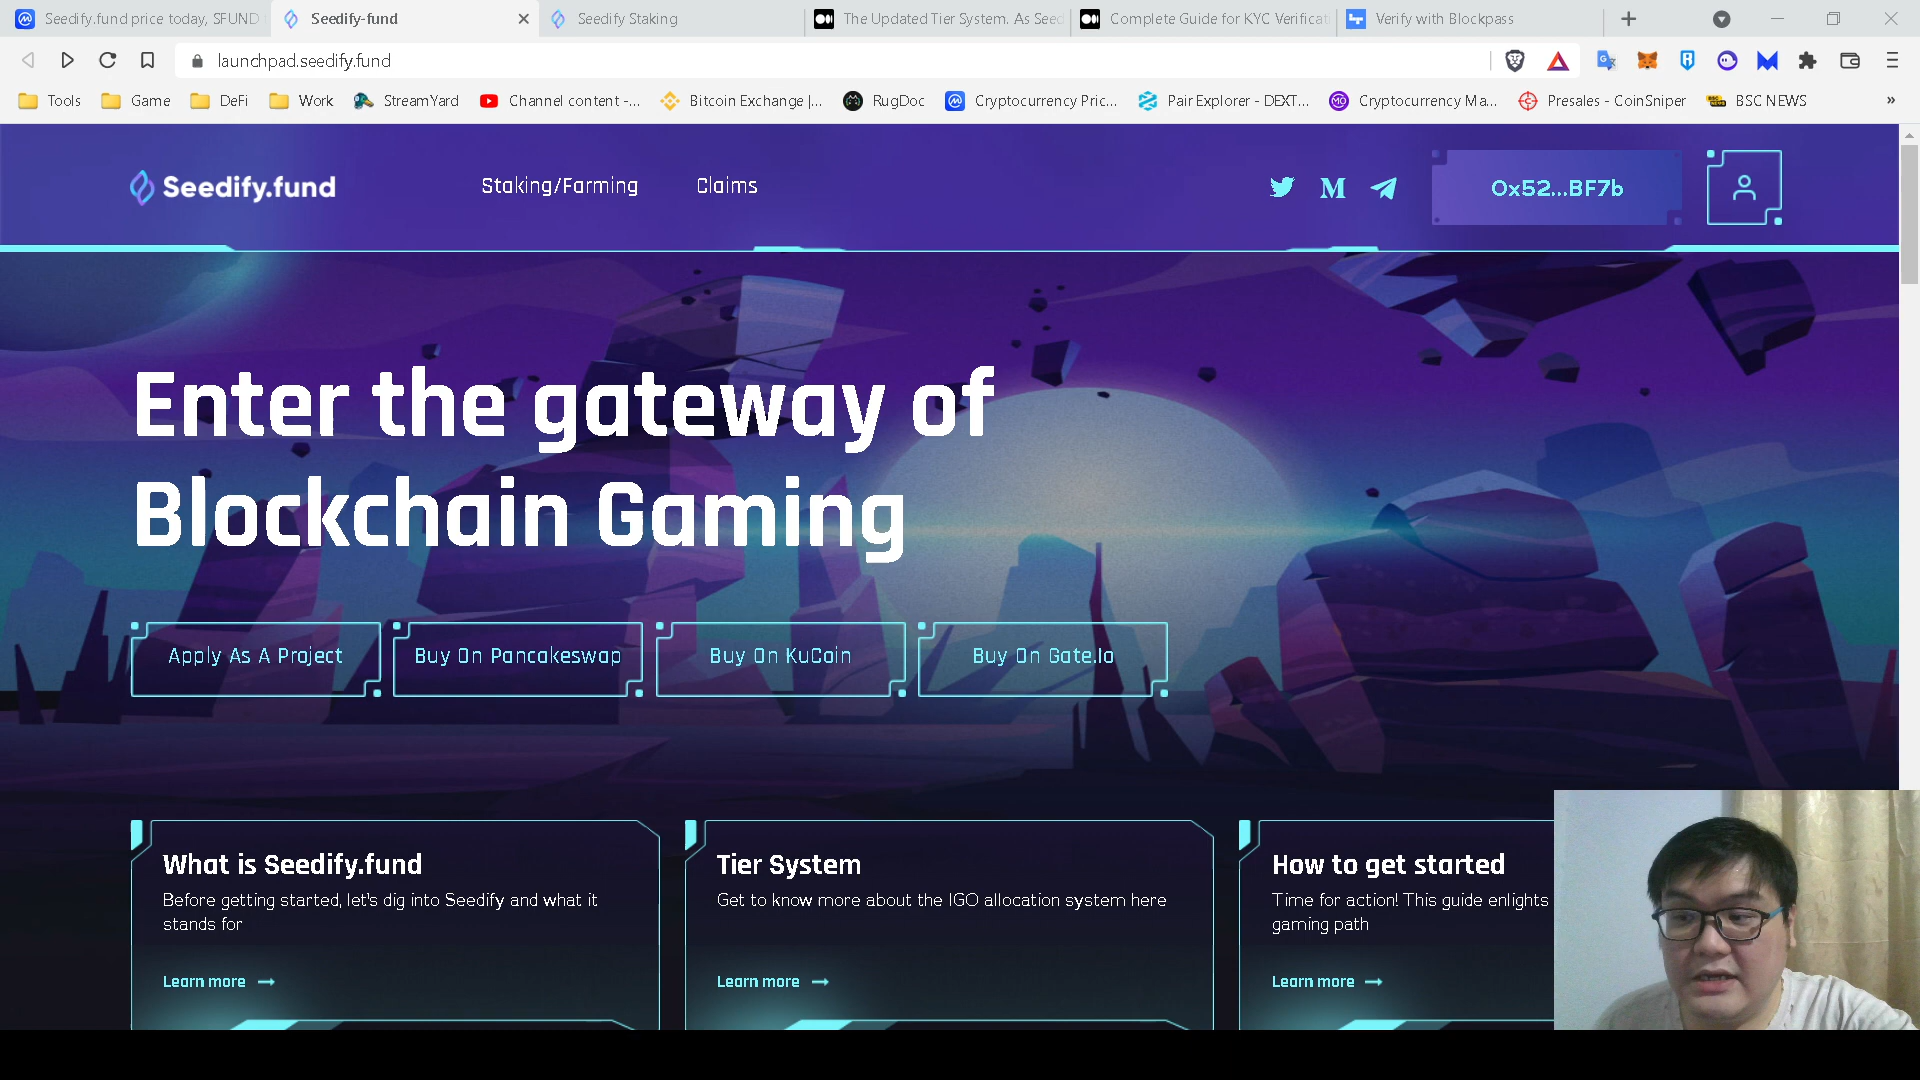 Seedify.fund price today, SFUND
Seedify-fund
Seedify Staking
The Updated Tier System. As Seed
Complete Guide for KYC Verificat
Verify with Blockpass
launchpad.seedify.fund
Tools
Game
DeFi
Work
StreamYard
Channel content -...
Bitcoin Exchange |...
RugDoc
Cryptocurrency Pric...
Pair Explorer - DEXT...
Cryptocurrency Ma...
Presales - CoinSniper
BSC NEWS
»
Seedify.fund
Staking/Farming
Claims
0x52...BF7b
Enter the gateway of
Blockchain Gaming
Apply As A Project
Buy On Pancakeswap
Buy On KuCoin
Buy On Gate.Io
What is Seedify.fund
Before getting started, let's dig into Seedify and what it
stands for
Learn more
Tier System
Get to know more about the IGO allocation system here
Learn more
How to get started
Time for action! This guide enlights
gaming path
Learn more